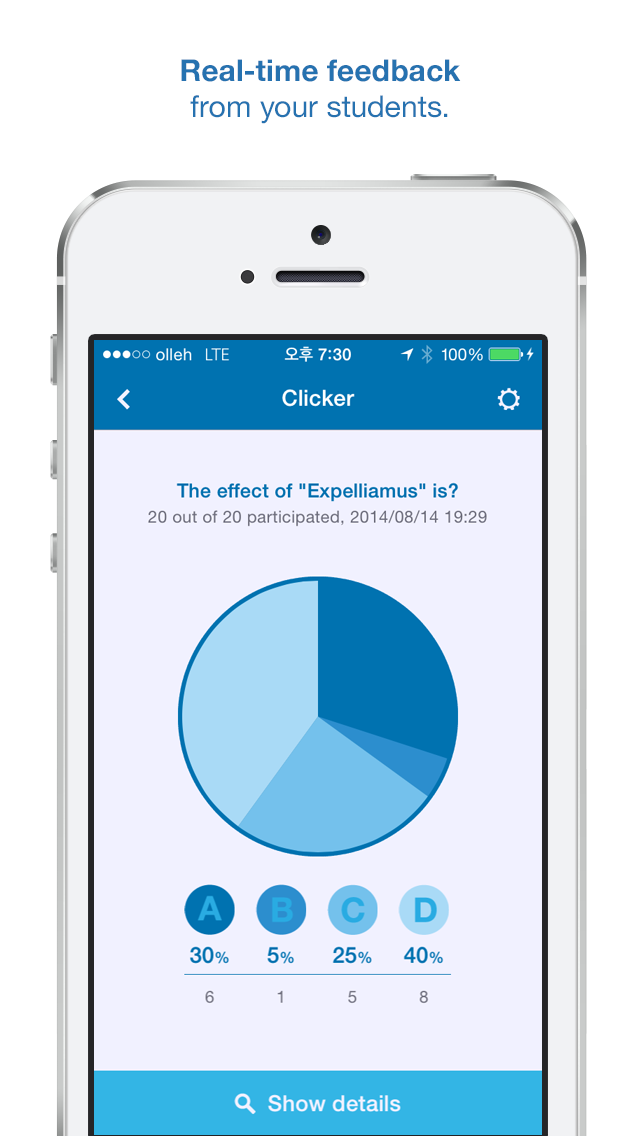 Real-time feedback
from your students.
olleh LTE 오후 7:30 100%
Clicker
The effect of "Expelliamus" is?
20 out of 20 participated, 2014/08/14 19:29
A B C D
30% 5% 25% 40%
6 1 5 8
Show details